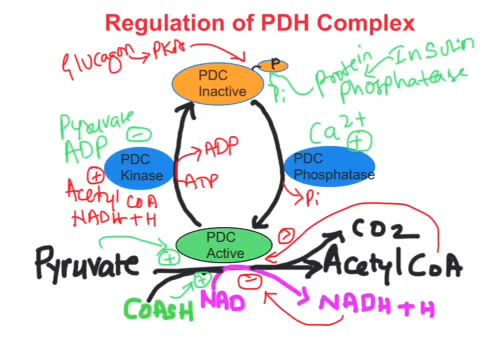 Regulation of PDH Complex
Glucagon → PKA
P
Protein
Phosphatase
Insulin
PDC
Inactive
Pi
Pyruvate
ADP
−
Ca2+
+
PDC
Kinase
ADP
ATP
PDC
Phosphatase
+
Acetyl CoA
NADH + H
Pi
PDC
Active
−
CO2
Pyruvate
+
Acetyl CoA
COASH
+
NAD
−
NADH + H